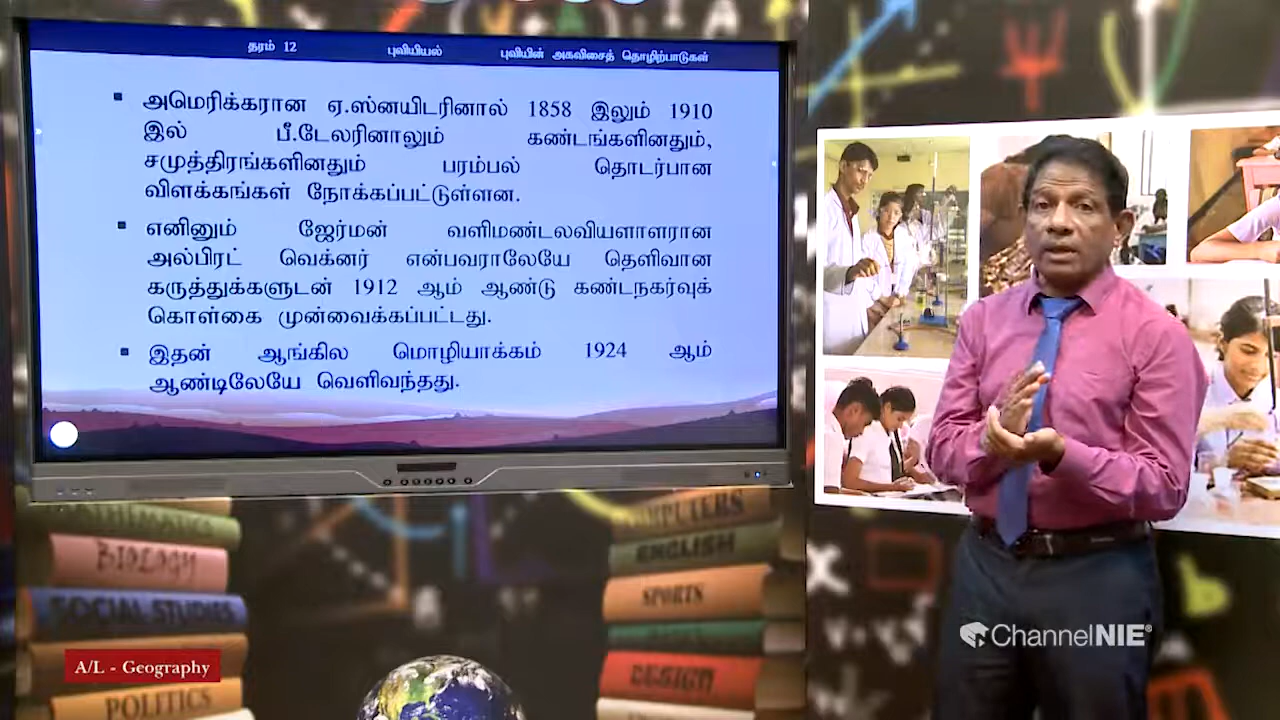 தரம் 12 புவியியல் புவியின் அகவிசைத் தொழிற்பாடுகள்
அமெரிக்கரான ஏ.ஸ்னயிடரினால் 1858 இலும் 1910
இல் பீ.டேலரினாலும் கண்டங்களினதும்,
சமுத்திரங்களினதும் பரம்பல் தொடர்பான
விளக்கங்கள் நோக்கப்பட்டுள்ளன.
எனினும் ஜேர்மன் வளிமண்டலவியளாளரான
அல்பிரட் வெக்னர் என்பவராலேயே தெளிவான
கருத்துக்களுடன் 1912 ஆம் ஆண்டு கண்டநகர்வுக்
கொள்கை முன்வைக்கப்பட்டது.
இதன் ஆங்கில மொழியாக்கம் 1924 ஆம்
ஆண்டிலேயே வெளிவந்தது.
MATHEMATICS
BIOLOGY
SOCIAL STUDIES
POLITICS
COMPUTERS
ENGLISH
SPORTS
DESIGN
A/L - Geography
ChannelNIE